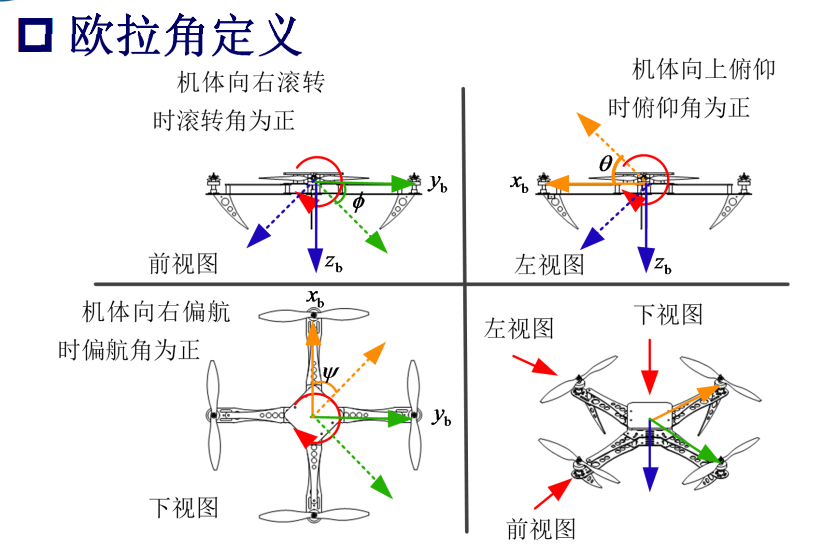 欧拉角定义
机体向右滚转
时滚转角为正
y_b
ϕ
z_b
前视图
机体向上俯仰
时俯仰角为正
θ
x_b
z_b
左视图
机体向右偏航
时偏航角为正
x_b
ψ
y_b
下视图
左视图
下视图
前视图